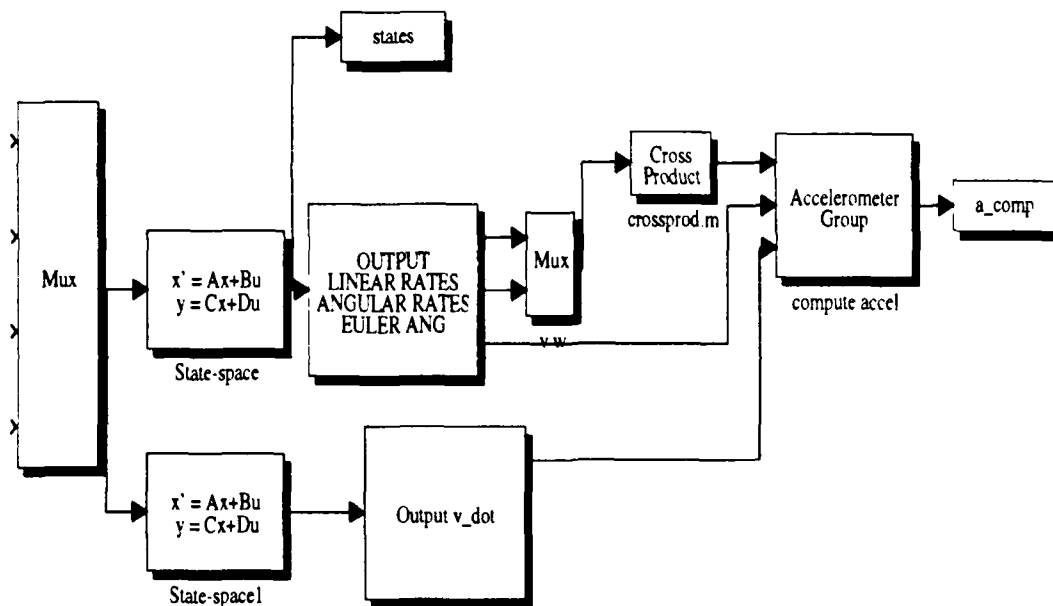 states
Mux
x' = Ax+Bu
y = Cx+Du
State-space
OUTPUT
LINEAR RATES
ANGULAR RATES
EULER ANG
Mux
v w
Cross
Product
crossprod.m
Accelerometer
Group
compute accel
a_comp
x' = Ax+Bu
y = Cx+Du
State-space1
Output v_dot